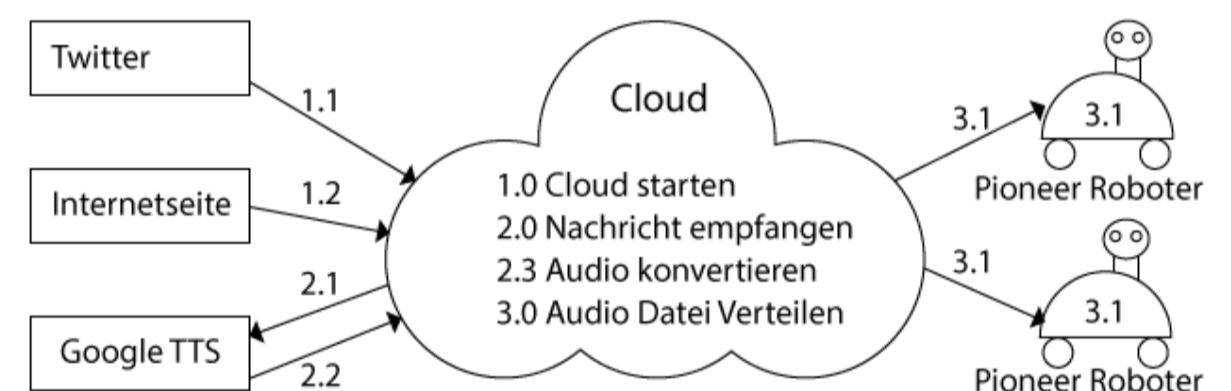 Twitter
1.1
Internetseite
1.2
2.1
Google TTS
2.2
Cloud
1.0 Cloud starten
2.0 Nachricht empfangen
2.3 Audio konvertieren
3.0 Audio Datei Verteilen
3.1
3.1
Pioneer Roboter
3.1
3.1
Pioneer Roboter